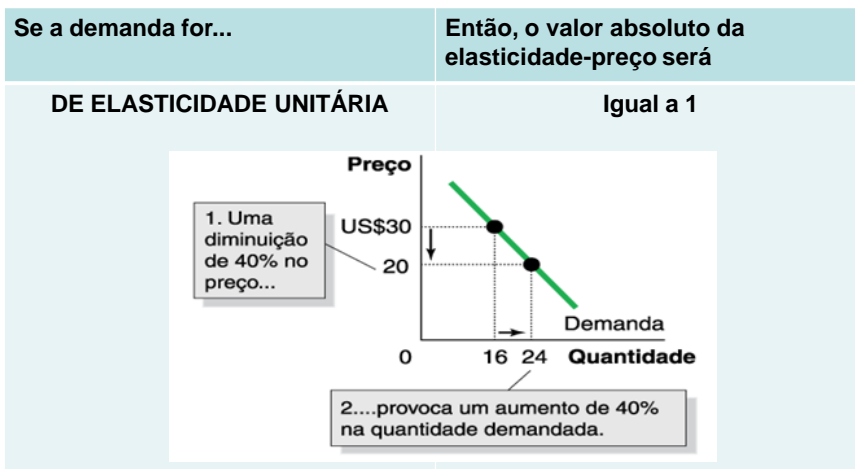 Se a demanda for...
Então, o valor absoluto da
elasticidade-preço será
DE ELASTICIDADE UNITÁRIA
Igual a 1
Preço
1. Uma
diminuição
de 40% no
preço...
US$30
20
Demanda
0
16
24
Quantidade
2....provoca um aumento de 40%
na quantidade demandada.